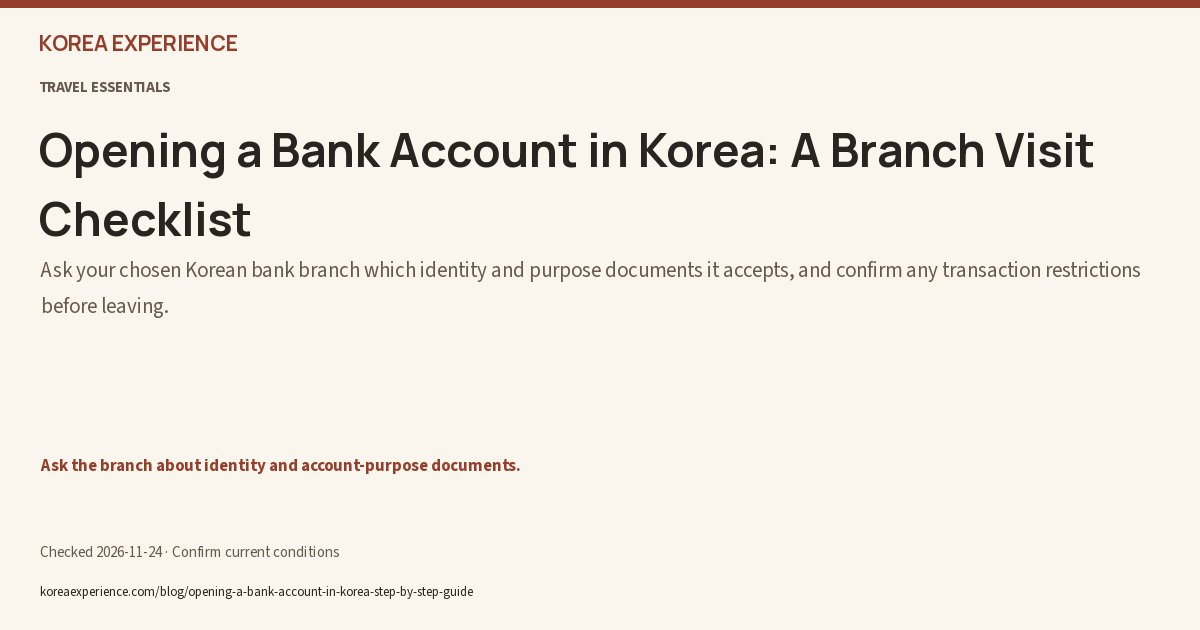 KOREA EXPERIENCE
TRAVEL ESSENTIALS
Opening a Bank Account in Korea: A Branch Visit
Checklist
Ask your chosen Korean bank branch which identity and purpose documents it accepts, and confirm any transaction restrictions
before leaving.
Ask the branch about identity and account-purpose documents.
Checked 2026-11-24 · Confirm current conditions
koreaexperience.com/blog/opening-a-bank-account-in-korea-step-by-step-guide